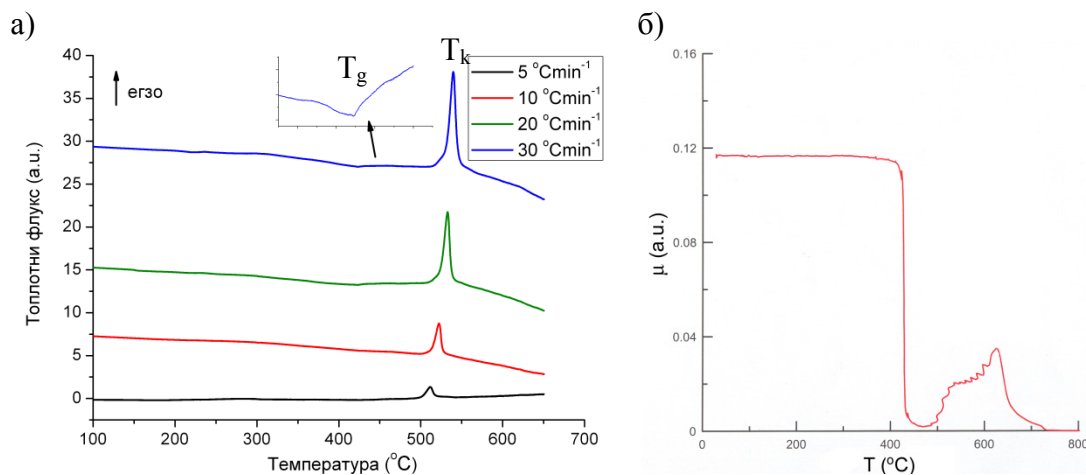 а)
T_g
T_k
егзо
5 °Cmin⁻¹
10 °Cmin⁻¹
20 °Cmin⁻¹
30 °Cmin⁻¹
40
35
30
25
20
15
10
5
0
Топлотни флукс (a.u.)
100 200 300 400 500 600 700
Температура (°C)
б)
0.16
0.12
0.08
0.04
0
μ (a.u.)
0 200 400 600 800
T (°C)